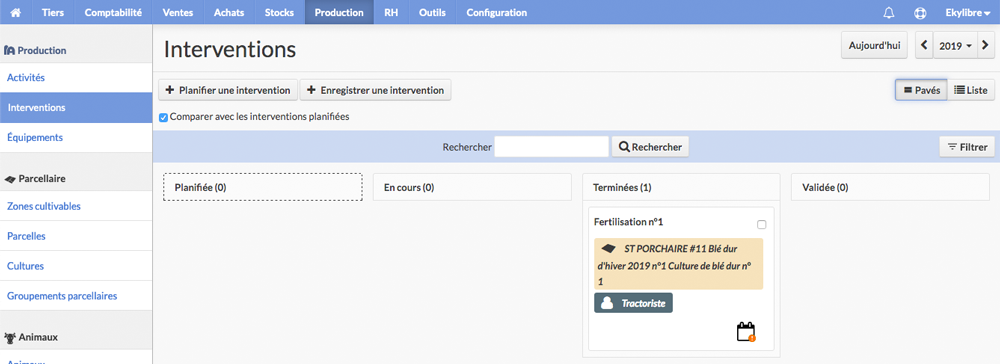 Tiers Comptabilité Ventes Achats Stocks Production RH Outils Configuration Ekylibre
Production
Activités
Interventions
Équipements
Parcellaire
Zones cultivables
Parcelles
Cultures
Groupements parcellaires
Animaux
Interventions
Aujourd'hui 2019
Planifier une intervention Enregistrer une intervention Pavés Liste
Comparer avec les interventions planifiées
Rechercher Rechercher Filtrer
Planifiée (0) En cours (0) Terminées (1) Validée (0)
Fertilisation n°1
ST PORCHAIRE #11 Blé dur
d'hiver 2019 n°1 Culture de blé dur n°
1
Tractoriste